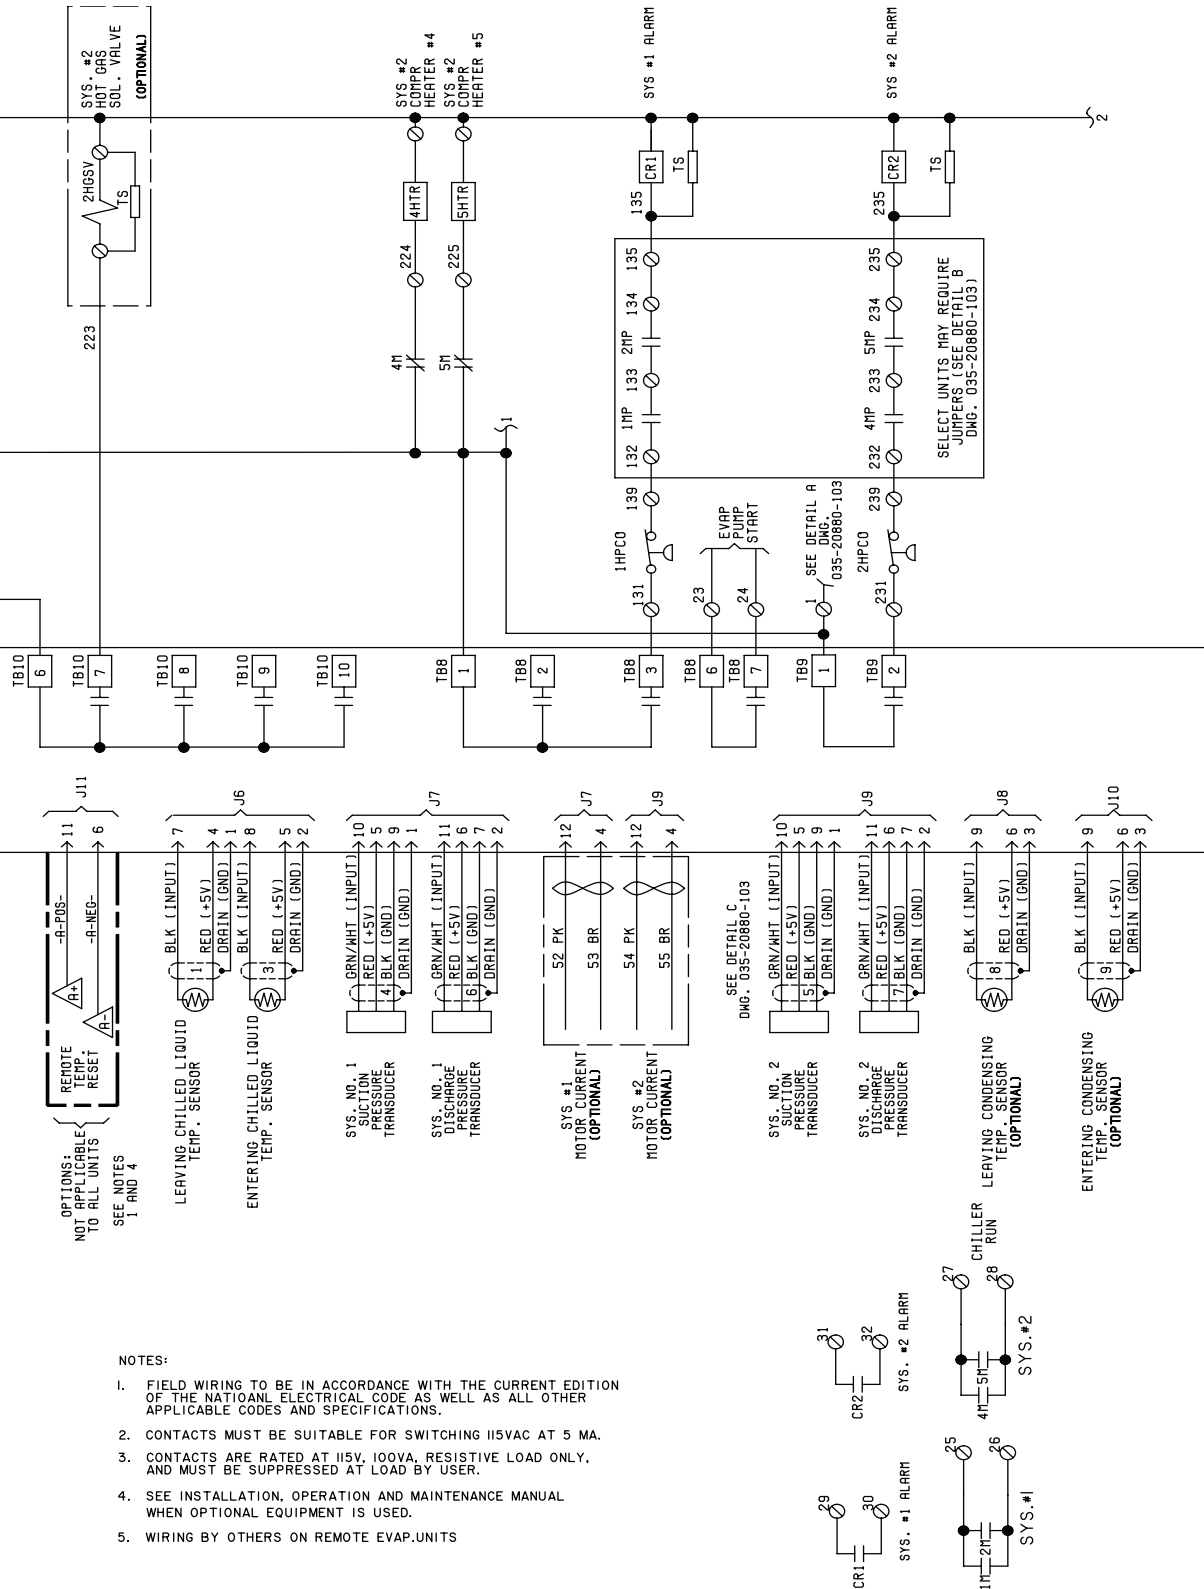 SYS. #2
HOT GAS
SOL. VALVE
(OPTIONAL)
2HGSV
TS
223
SYS #2
COMPR
HEATER #4
SYS #2
COMPR
HEATER #5
4HTR
5HTR
224
225
4M
5M
1
SYS #1 ALARM
SYS #2 ALARM
2
CR1
TS
135
CR2
TS
235
135
134
2MP
133
1MP
132
235
234
5MP
233
4MP
232
SELECT UNITS MAY REQUIRE
JUMPERS (SEE DETAIL B
DWG. 035-20880-103)
139
1HPCO
131
EVAP
PUMP
START
23
24
SEE DETAIL A
DWG.
035-20880-103
1
239
2HPCO
231
TB10
6
TB10
7
TB10
8
TB10
9
TB10
10
TB8
1
TB8
2
TB8
3
TB8
6
TB8
7
TB9
1
TB9
2
J11
11
6
-A-POS-
-A-NEG-
A+
A-
REMOTE
TEMP.
RESET
OPTIONS:
NOT APPLICABLE
TO ALL UNITS
SEE NOTES
1 AND 4
J6
7
4
1
8
5
2
BLK (INPUT)
RED (+5V)
DRAIN (GND)
BLK (INPUT)
RED (+5V)
DRAIN (GND)
1
3
LEAVING CHILLED LIQUID
TEMP. SENSOR
ENTERING CHILLED LIQUID
TEMP. SENSOR
J7
10
5
9
1
11
6
7
2
GRN/WHT (INPUT)
RED (+5V)
BLK (GND)
DRAIN (GND)
GRN/WHT (INPUT)
RED (+5V)
BLK (GND)
DRAIN (GND)
4
6
SYS. NO. 1
SUCTION
PRESSURE
TRANSDUCER
SYS. NO. 1
DISCHARGE
PRESSURE
TRANSDUCER
J7
12
4
J9
12
4
52 PK
53 BR
54 PK
55 BR
SYS #1
MOTOR CURRENT
(OPTIONAL)
SYS #2
MOTOR CURRENT
(OPTIONAL)
SEE DETAIL C
DWG. 035-20880-103
J9
10
5
9
1
11
6
7
2
GRN/WHT (INPUT)
RED (+5V)
BLK (GND)
DRAIN (GND)
GRN/WHT (INPUT)
RED (+5V)
BLK (GND)
DRAIN (GND)
5
7
SYS. NO. 2
SUCTION
PRESSURE
TRANSDUCER
SYS. NO. 2
DISCHARGE
PRESSURE
TRANSDUCER
J8
9
6
3
BLK (INPUT)
RED (+5V)
DRAIN (GND)
8
LEAVING CONDENSING
TEMP. SENSOR
(OPTIONAL)
J10
9
6
3
BLK (INPUT)
RED (+5V)
DRAIN (GND)
9
ENTERING CONDENSING
TEMP. SENSOR
(OPTIONAL)
CHILLER
RUN
27
28
4M
5M
SYS.#2
31
32
CR2
SYS. #2 ALARM
25
26
1M
2M
SYS.#1
29
30
CR1
SYS. #1 ALARM
NOTES:
1. FIELD WIRING TO BE IN ACCORDANCE WITH THE CURRENT EDITION
OF THE NATIOANL ELECTRICAL CODE AS WELL AS ALL OTHER
APPLICABLE CODES AND SPECIFICATIONS.
2. CONTACTS MUST BE SUITABLE FOR SWITCHING 115VAC AT 5 MA.
3. CONTACTS ARE RATED AT 115V, 100VA, RESISTIVE LOAD ONLY,
AND MUST BE SUPPRESSED AT LOAD BY USER.
4. SEE INSTALLATION, OPERATION AND MAINTENANCE MANUAL
WHEN OPTIONAL EQUIPMENT IS USED.
5. WIRING BY OTHERS ON REMOTE EVAP.UNITS